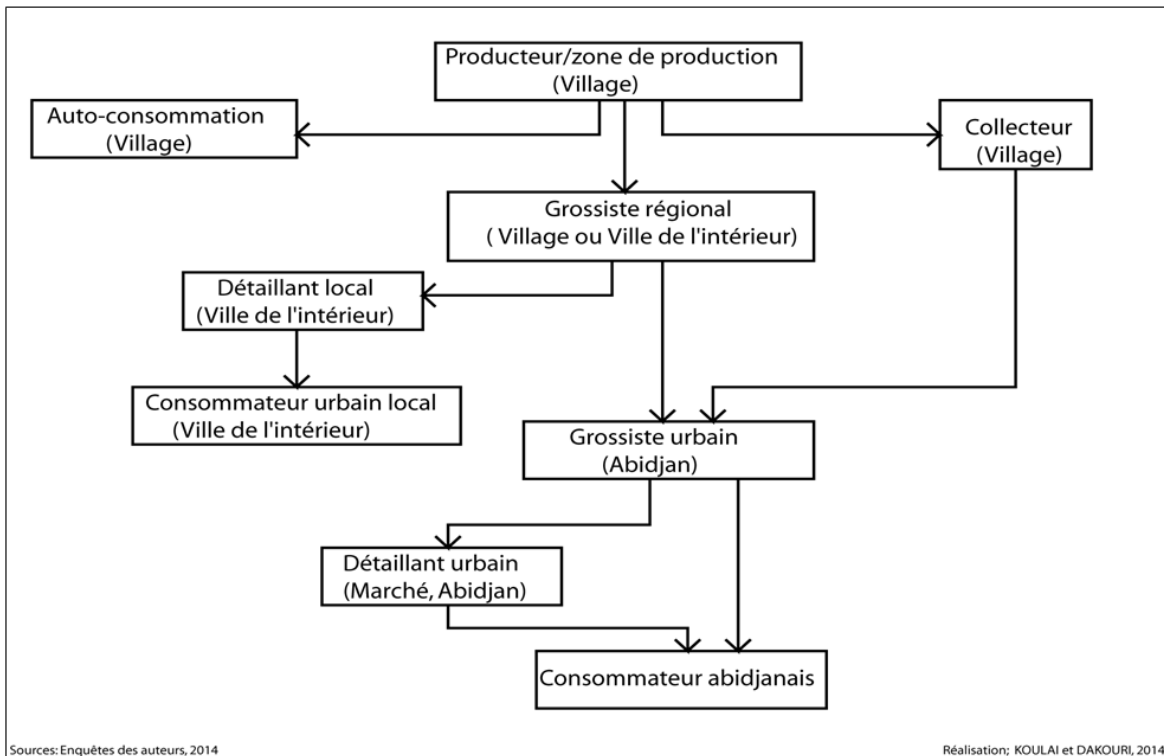 Producteur/zone de production
(Village)
Auto-consommation
(Village)
Collecteur
(Village)
Grossiste régional
( Village ou Ville de l'intérieur)
Détaillant local
(Ville de l'intérieur)
Consommateur urbain local
(Ville de l'intérieur)
Grossiste urbain
(Abidjan)
Détaillant urbain
(Marché, Abidjan)
Consommateur abidjanais
Sources: Enquêtes des auteurs, 2014
Réalisation; KOULAI et DAKOURI, 2014